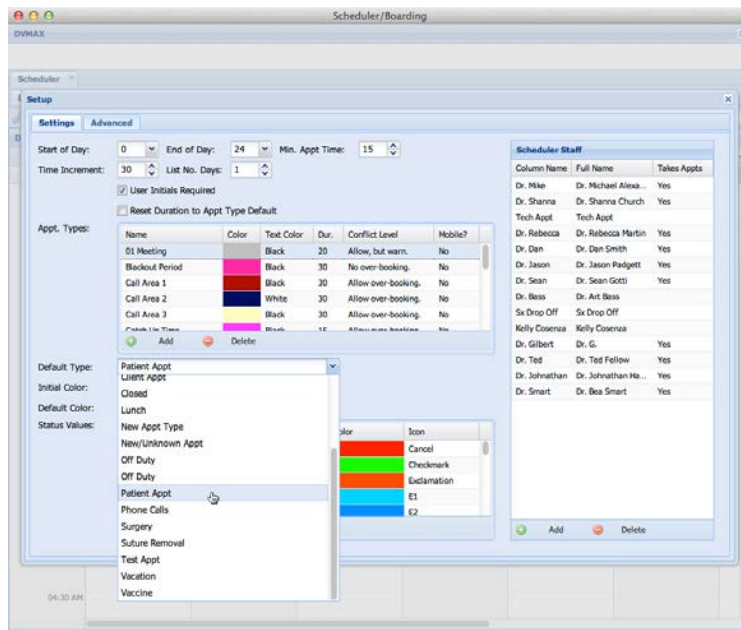 Scheduler/Boarding
DVMAX
Scheduler
Setup
Settings Advanced
Start of Day: 0 End of Day: 24 Min. Appt Time: 15
Time Increment: 30 List No. Days: 1
User Initials Required
Reset Duration to Appt Type Default
Appt. Types:
Name Color Text Color Dur. Conflict Level Mobile?
01 Meeting Black 20 Allow, but warn. No
Blackout Period Black 30 No over-booking. No
Call Area 1 Black 30 Allow over-booking. No
Call Area 2 White 30 Allow over-booking. No
Call Area 3 Black 30 Allow over-booking. No
Catch Up Time Black 15 Allow over-booking. No
Add Delete
Default Type: Patient Appt
Client Appt
Closed
Lunch
New Appt Type
New/Unknown Appt
Off Duty
Off Duty
Patient Appt
Phone Calls
Surgery
Suture Removal
Test Appt
Vacation
Vaccine
Initial Color:
Default Color:
Status Values:
olor Icon
Cancel
Checkmark
Exclamation
E1
E2
Scheduler Staff
Column Name Full Name Takes Appts
Dr. Mike Dr. Michael Alexa... Yes
Dr. Shanna Dr. Shanna Church Yes
Tech Appt Tech Appt
Dr. Rebecca Dr. Rebecca Martin Yes
Dr. Dan Dr. Dan Smith Yes
Dr. Jason Dr. Jason Padgett Yes
Dr. Sean Dr. Sean Gotti Yes
Dr. Bass Dr. Art Bass
Sx Drop Off Sx Drop Off
Kelly Cosenza Kelly Cosenza
Dr. Gilbert Dr. G. Yes
Dr. Ted Dr. Ted Fellow Yes
Dr. Johnathan Dr. Johnathan Ha... Yes
Dr. Smart Dr. Bea Smart Yes
Add Delete
04:30 AM